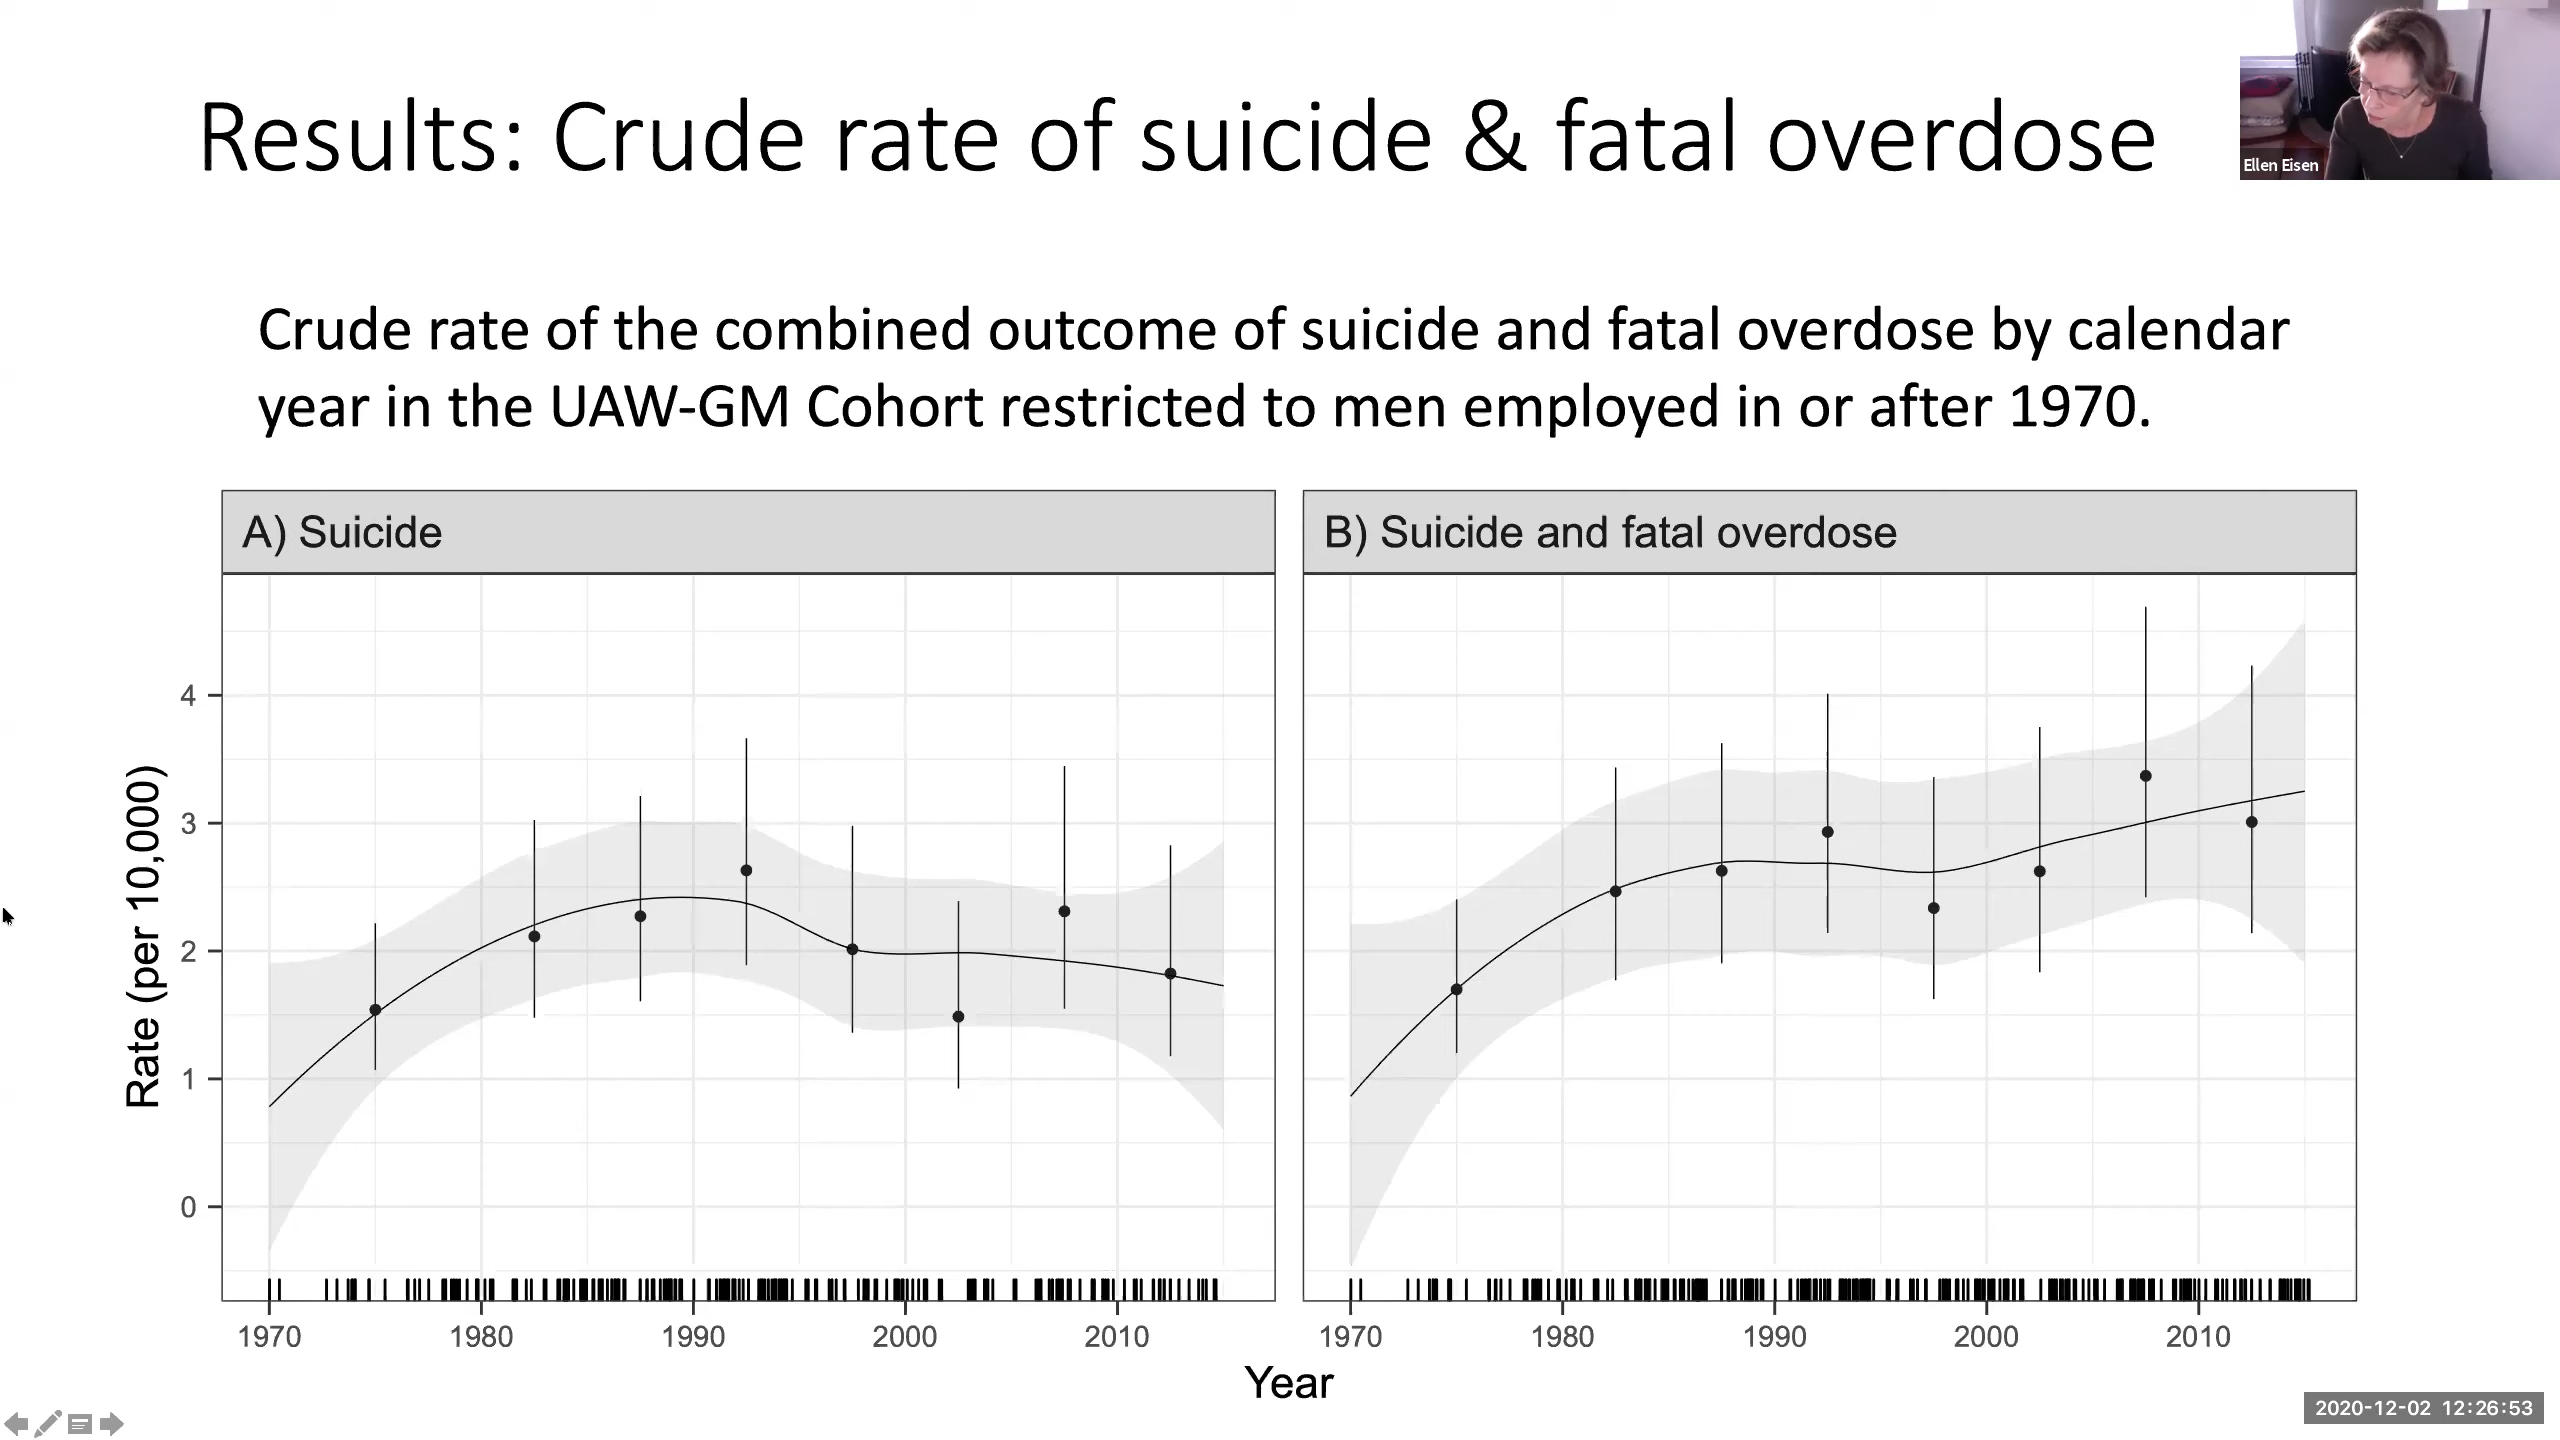 Results: Crude rate of suicide & fatal overdose
Ellen Eisen
Crude rate of the combined outcome of suicide and fatal overdose by calendar
year in the UAW-GM Cohort restricted to men employed in or after 1970.
A) Suicide
B) Suicide and fatal overdose
Rate (per 10,000)
4
3
2
1
0
1970 1980 1990 2000 2010
1970 1980 1990 2000 2010
Year
2020-12-02 12:26:53